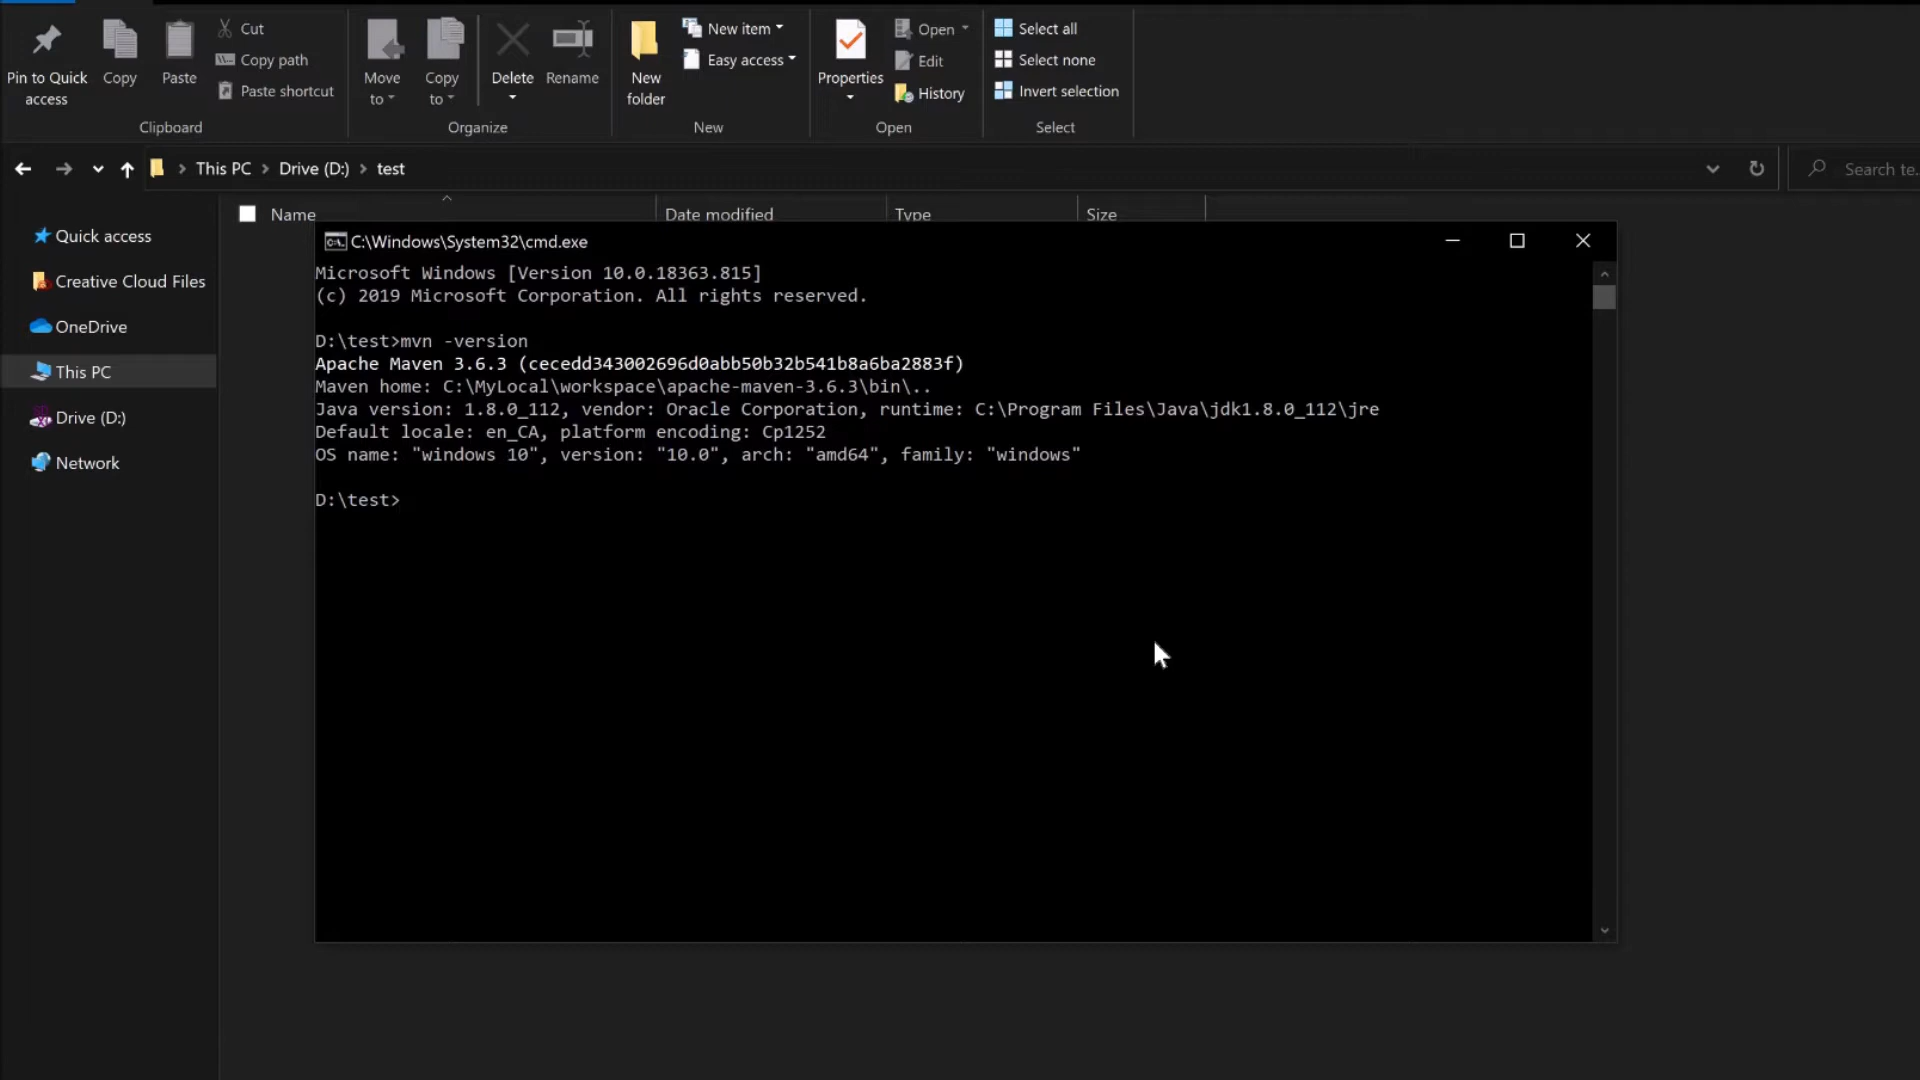 Pin to Quick access
Copy
Paste
Cut
Copy path
Paste shortcut
Clipboard
Move to
Copy to
Delete
Rename
Organize
New folder
New item
Easy access
New
Properties
Open
Edit
History
Open
Select all
Select none
Invert selection
Select
This PC > Drive (D:) > test
Search te..
Name Date modified Type Size
Quick access
Creative Cloud Files
OneDrive
This PC
Drive (D:)
Network
C:\Windows\System32\cmd.exe
Microsoft Windows [Version 10.0.18363.815]
(c) 2019 Microsoft Corporation. All rights reserved.
D:\test>mvn -version
Apache Maven 3.6.3 (cecedd343002696d0abb50b32b541b8a6ba2883f)
Maven home: C:\MyLocal\workspace\apache-maven-3.6.3\bin\..
Java version: 1.8.0_112, vendor: Oracle Corporation, runtime: C:\Program Files\Java\jdk1.8.0_112\jre
Default locale: en_CA, platform encoding: Cp1252
OS name: "windows 10", version: "10.0", arch: "amd64", family: "windows"
D:\test>